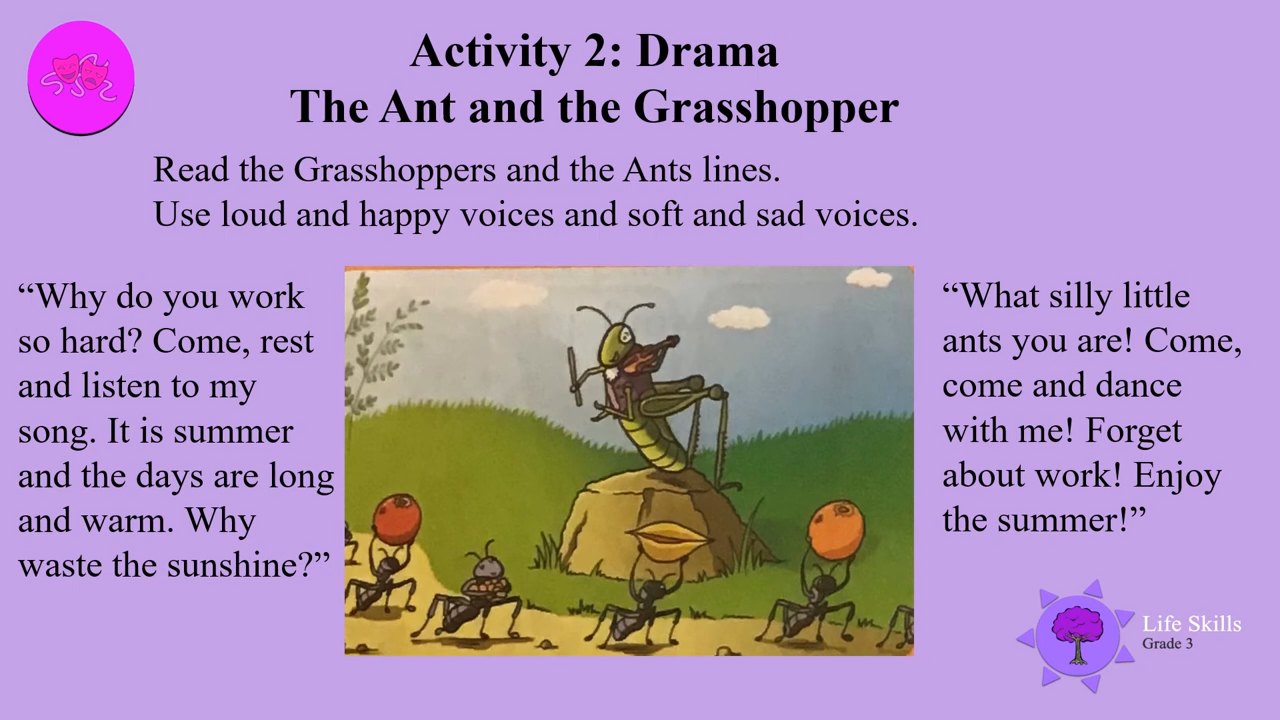 Activity 2: Drama
The Ant and the Grasshopper
Read the Grasshoppers and the Ants lines.
Use loud and happy voices and soft and sad voices.
“Why do you work
so hard? Come, rest
and listen to my
song. It is summer
and the days are long
and warm. Why
waste the sunshine?”
“What silly little
ants you are! Come,
come and dance
with me! Forget
about work! Enjoy
the summer!”
Life Skills
Grade 3